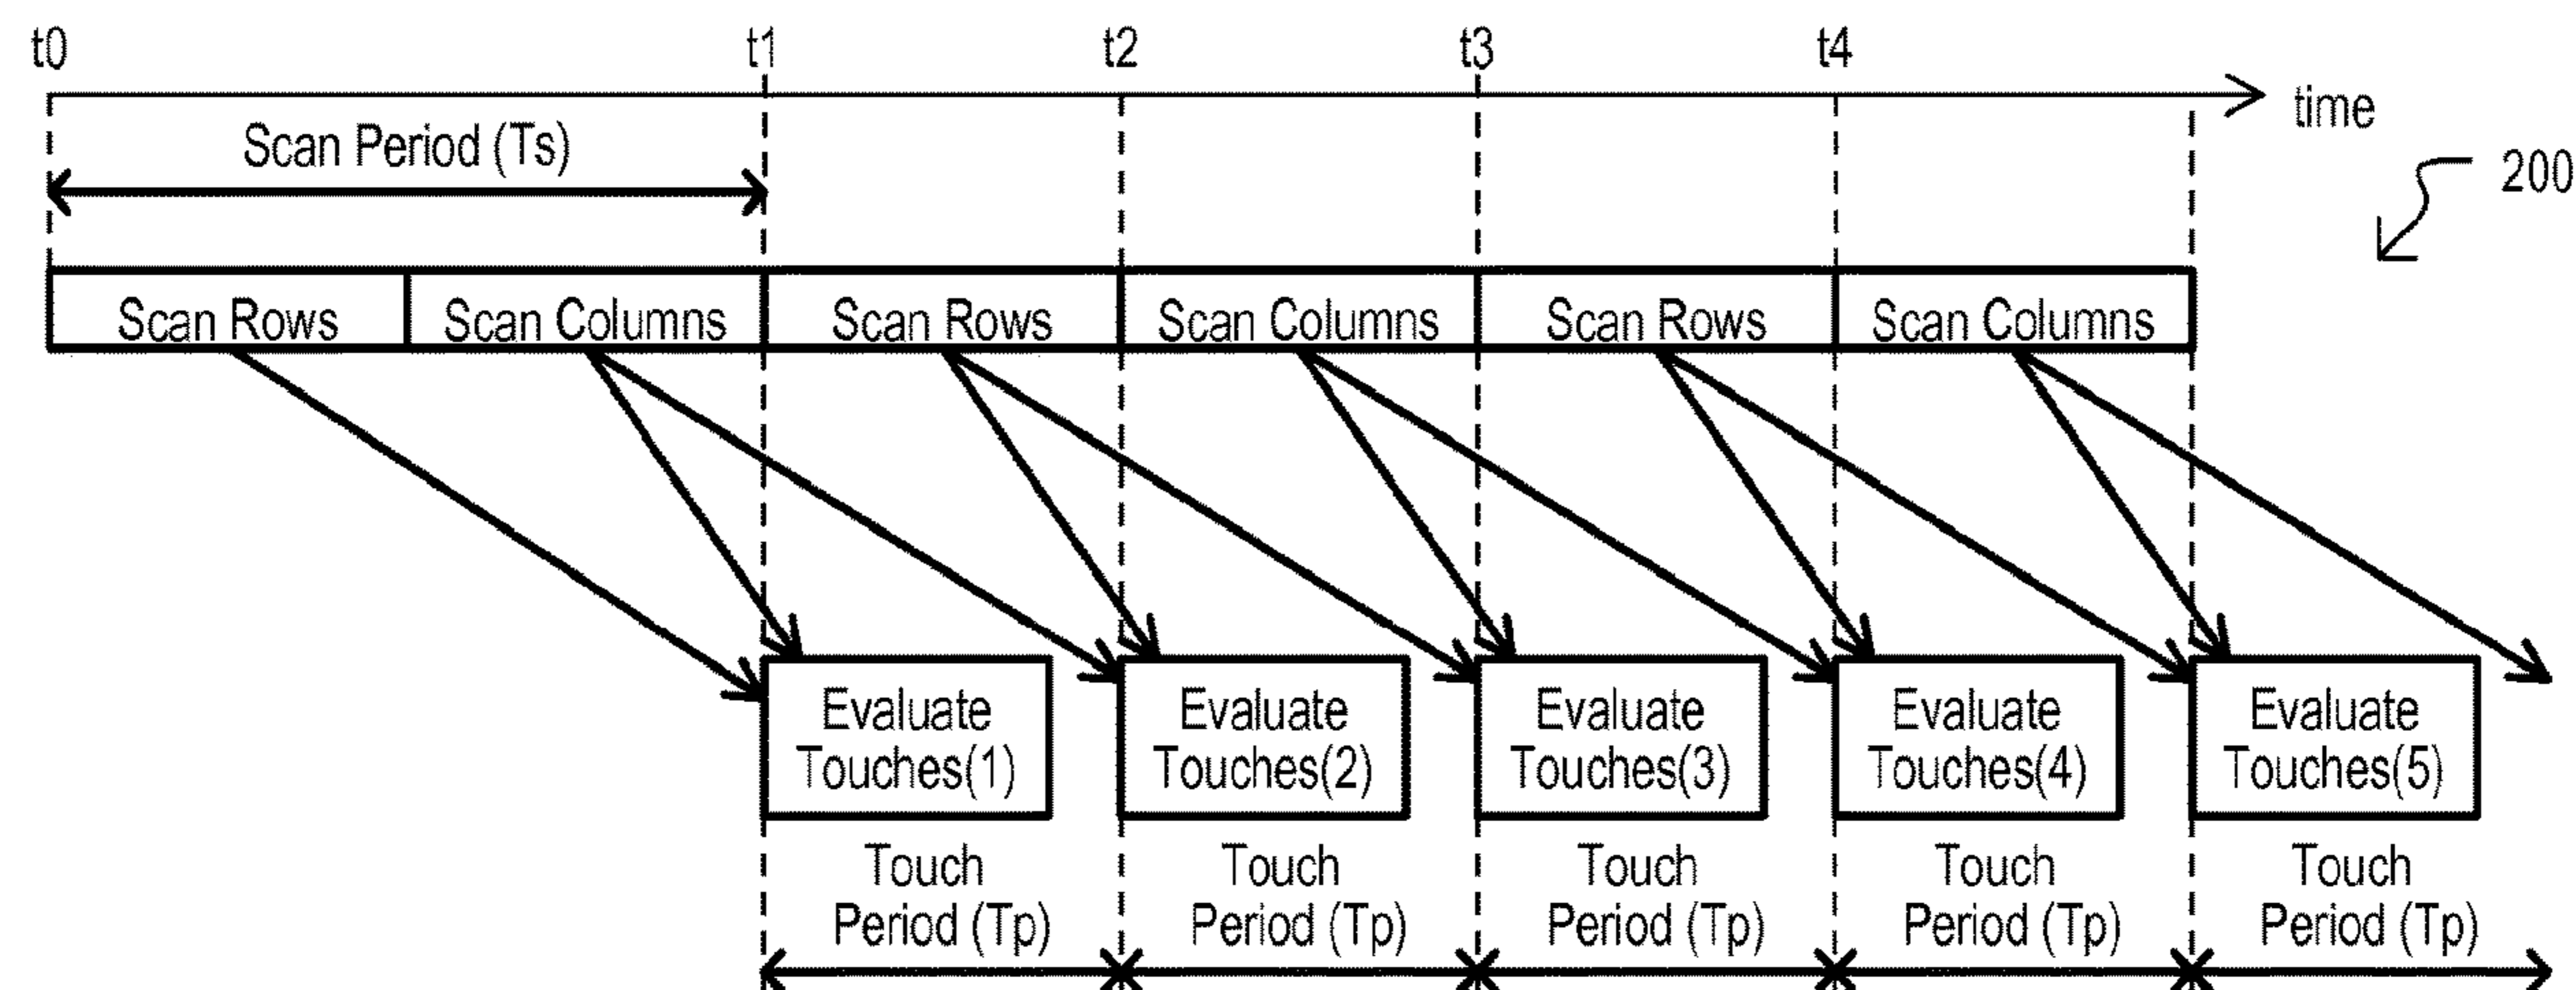 t0 t1 t2 t3 t4
time
Scan Period (Ts)
200
Scan Rows Scan Columns Scan Rows Scan Columns Scan Rows Scan Columns
Evaluate Evaluate Evaluate Evaluate Evaluate
Touches(1) Touches(2) Touches(3) Touches(4) Touches(5)
Touch Touch Touch Touch Touch
Period (Tp) Period (Tp) Period (Tp) Period (Tp) Period (Tp)